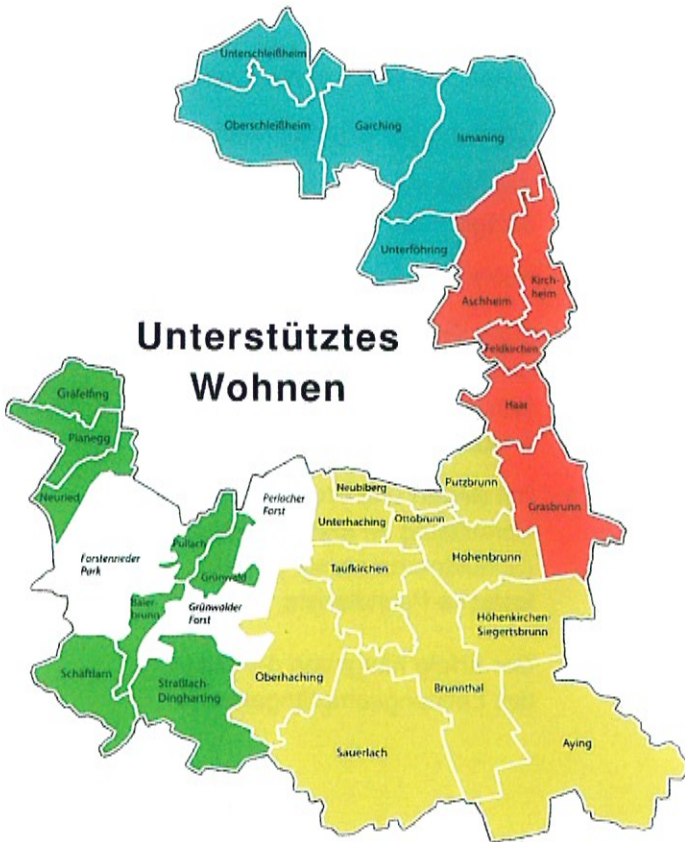 Unterschleißheim
Oberschleißheim
Garching
Ismaning
Unterföhring
Aschheim
Kirch-
heim
Feldkirchen
Unterstütztes
Wohnen
Haar
Gräfelfing
Planegg
Neuried
Putzbrunn
Grasbrunn
Neubiberg
Perlacher
Forst
Unterhaching
Ottobrunn
Pullach
Hohenbrunn
Forstenrieder
Park
Grünwald
Taufkirchen
Baier-
brunn
Grünwalder
Forst
Höhenkirchen-
Siegertsbrunn
Schäftlarn
Straßlach-
Dingharting
Oberhaching
Brunnthal
Sauerlach
Aying